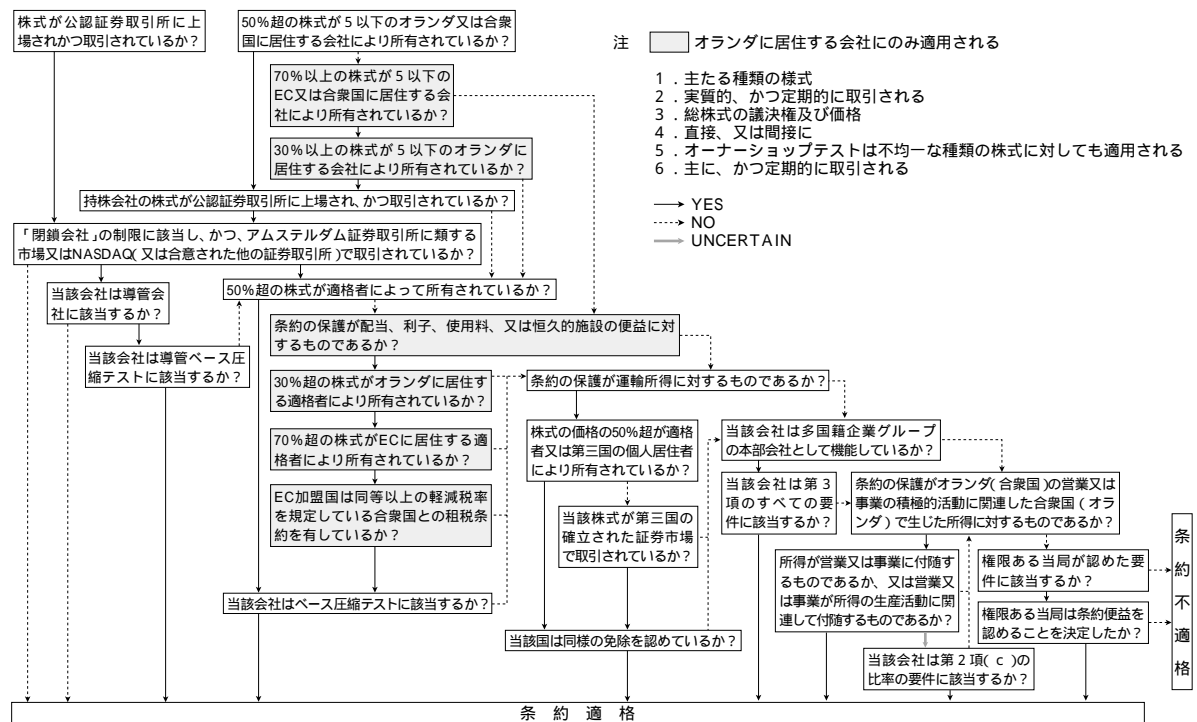 株式が公認証券取引所に上
場されかつ取引されているか？
50％超の株式が５以下のオランダ又は合衆
国に居住する会社により所有されているか？
70％以上の株式が５以下の
EC又は合衆国に居住する会
社により所有されているか？
30％以上の株式が５以下のオランダに
居住する会社により所有されているか？
持株会社の株式が公認証券取引所に上場され、かつ取引されているか？
「閉鎖会社」の制限に該当し、かつ、アムステルダム証券取引所に類する
市場又はNASDAQ(又は合意された他の証券取引所)で取引されているか？
注
オランダに居住する会社にのみ適用される
１．主たる種類の様式
２．実質的、かつ定期的に取引される
３．総株式の議決権及び価格
４．直接、又は間接に
５．オーナーショップテストは不均一な種類の株式に対しても適用される
６．主に、かつ定期的に取引される
YES
NO
UNCERTAIN
当該会社は導管会
社に該当するか？
50％超の株式が適格者によって所有されているか？
当該会社は導管ベース圧
縮テストに該当するか？
条約の保護が配当、利子、使用料、又は恒久的施設の便益に対
するものであるか？
30％超の株式がオランダに居住す
る適格者により所有されているか？
条約の保護が運輸所得に対するものであるか？
70％超の株式がECに居住する適
格者により所有されているか？
株式の価格の50％超が適格
者又は第三国の個人居住者
により所有されているか？
当該会社は多国籍企業グループ
の本部会社として機能しているか？
EC加盟国は同等以上の軽減税率
を規定している合衆国との租税条
約を有しているか？
当該株式が第三国の
確立された証券市場
で取引されているか？
当該会社は第３
項のすべての要
件に該当するか？
条約の保護がオランダ(合衆国)の営業又は
事業の積極的活動に関連した合衆国(オラン
ダ)で生じた所得に対するものであるか？
当該会社はベース圧縮テストに該当するか？
当該国は同様の免除を認めているか？
所得が営業又は事業に付随す
るものであるか、又は営業又
は事業が所得の生産活動に関
連して付随するものであるか？
権限ある当局が認めた要
件に該当するか？
権限ある当局は条約便益を
認めることを決定したか？
当該会社は第２項(ｃ)の
比率の要件に該当するか？
条約不適格
条約適格